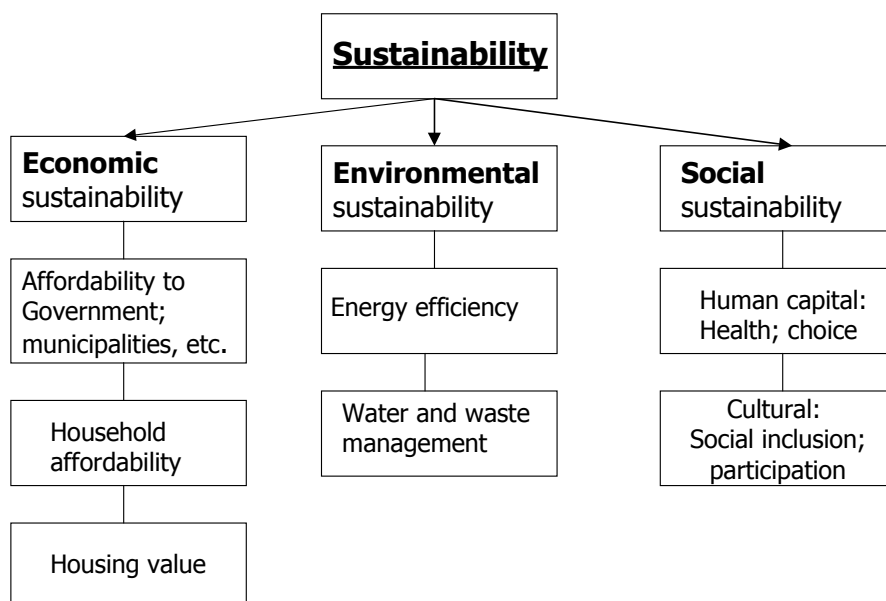 Sustainability
Economic
sustainability
Affordability to
Government;
municipalities, etc.
Household
affordability
Housing value
Environmental
sustainability
Energy efficiency
Water and waste
management
Social
sustainability
Human capital:
Health; choice
Cultural:
Social inclusion;
participation